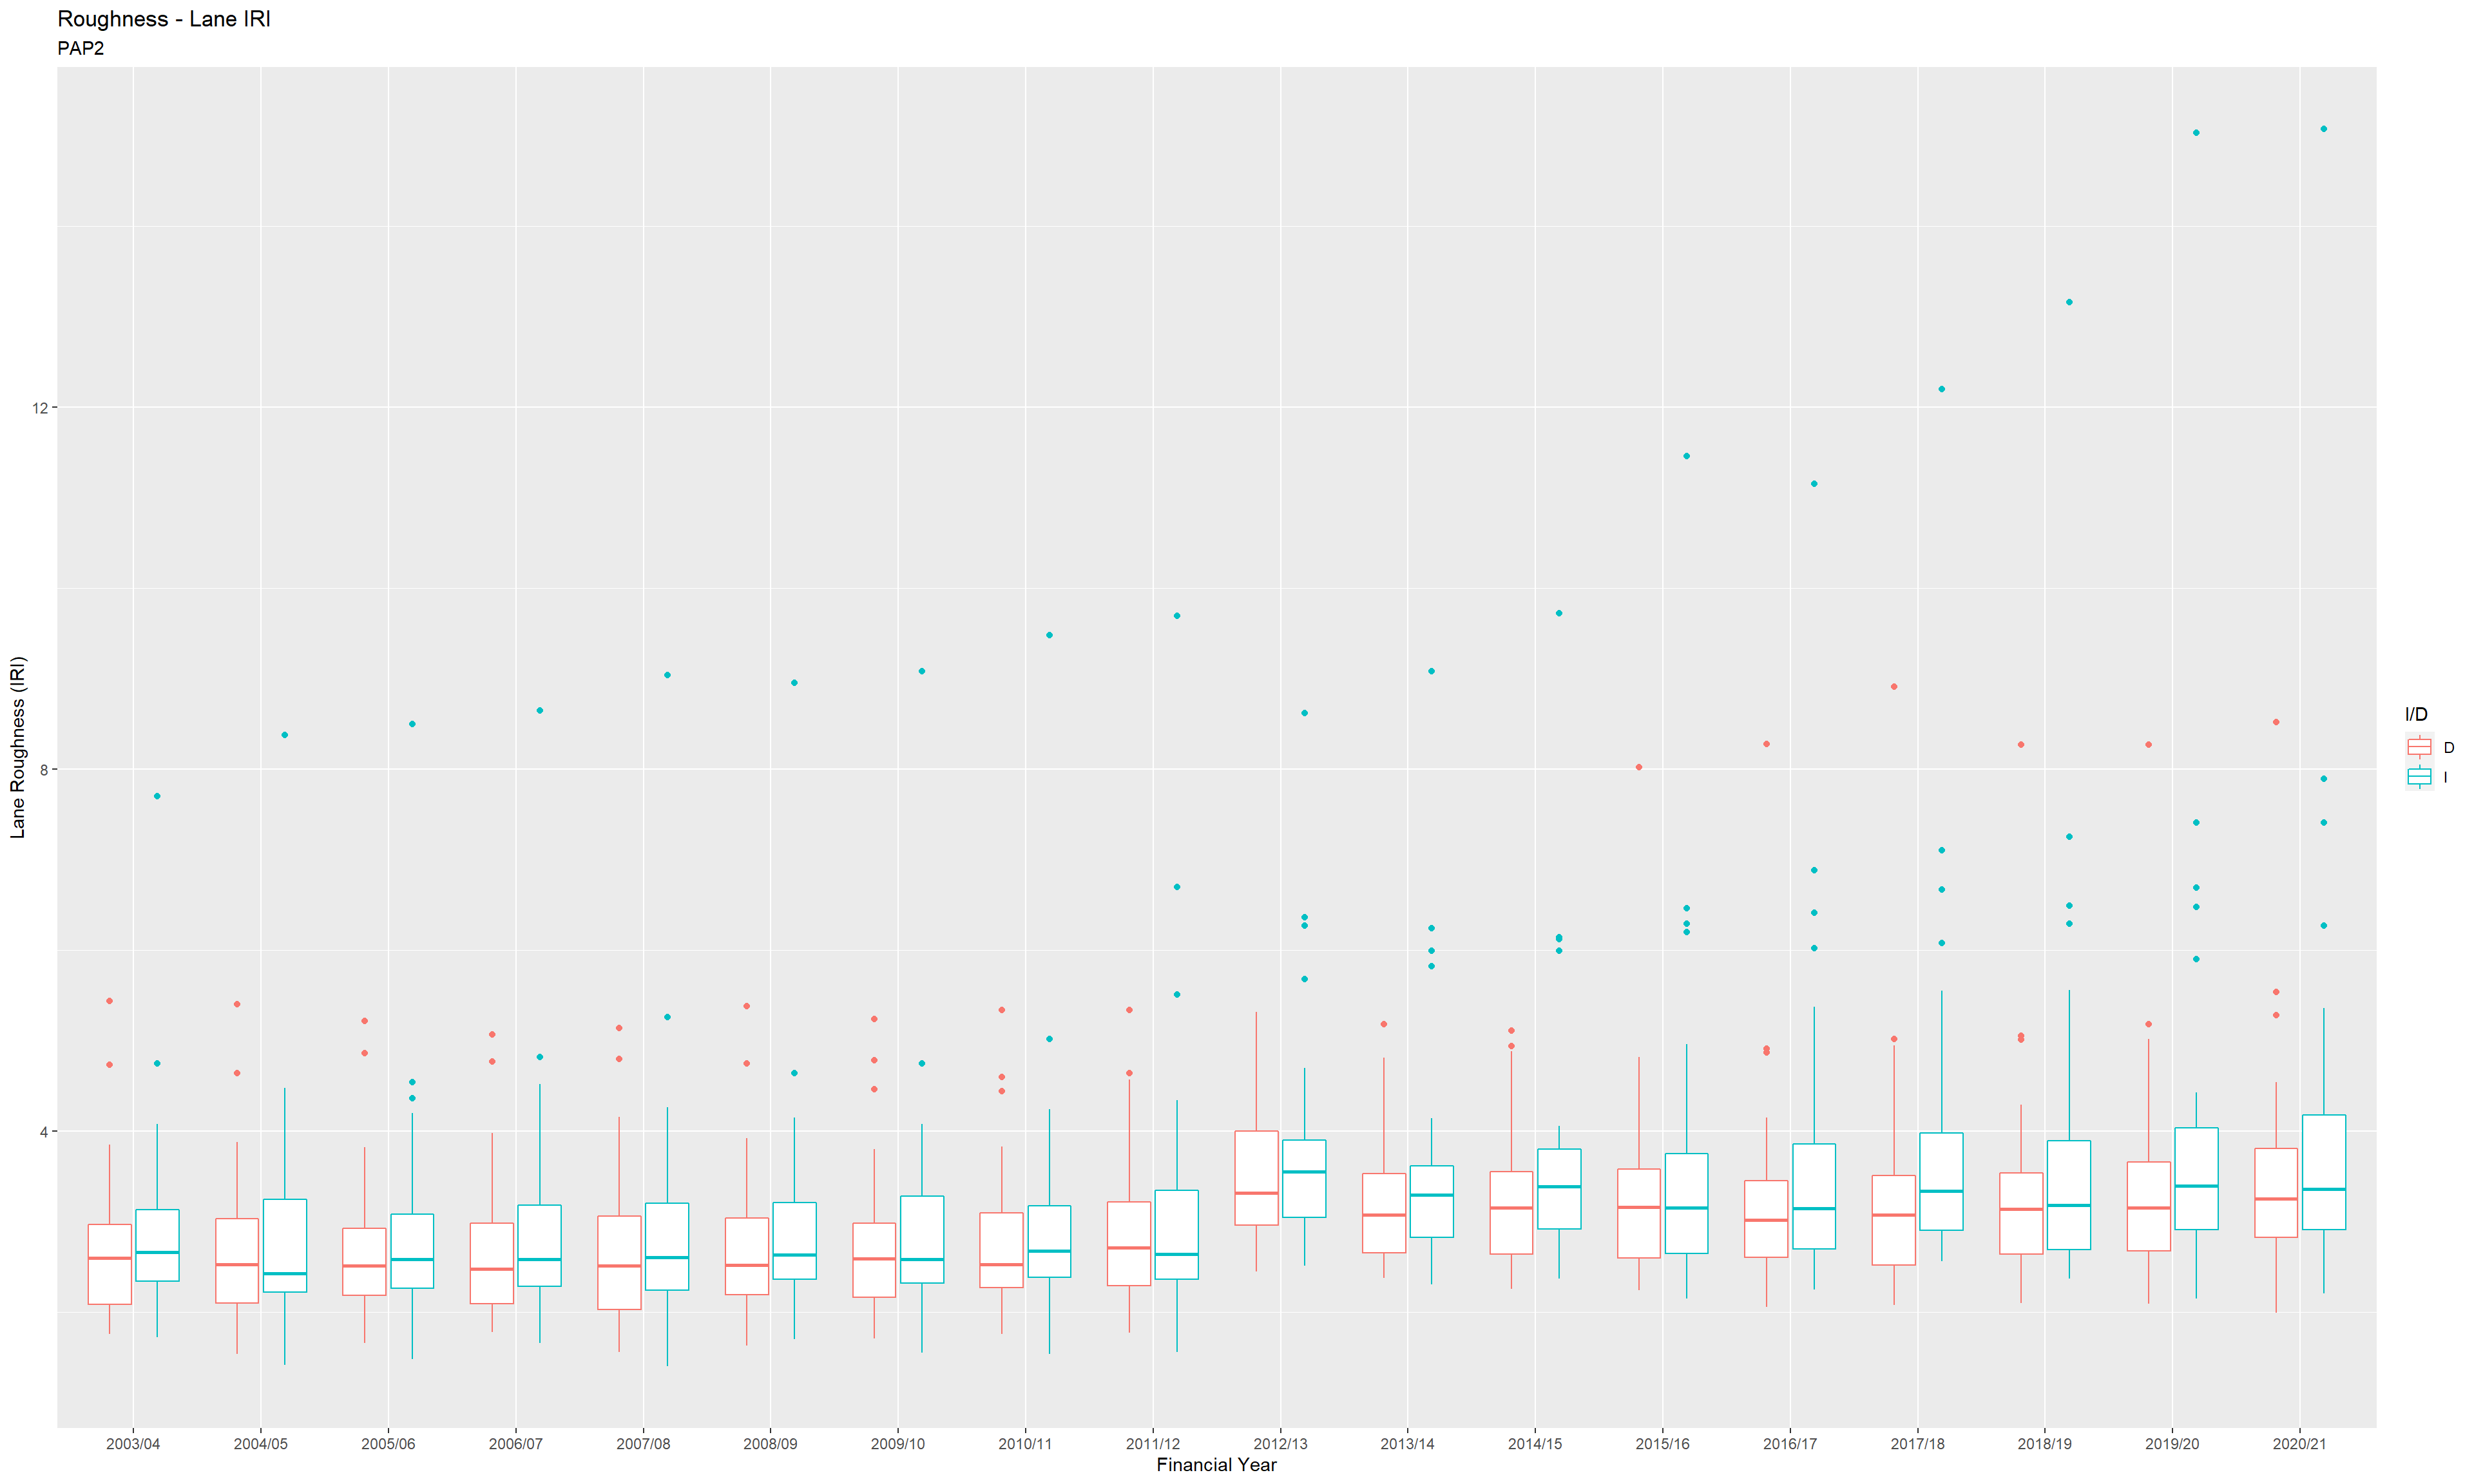 Roughness - Lane IRI
PAP2
Lane Roughness (IRI)
12
8
4
2003/04 2004/05 2005/06 2006/07 2007/08 2008/09 2009/10 2010/11 2011/12 2012/13 2013/14 2014/15 2015/16 2016/17 2017/18 2018/19 2019/20 2020/21
Financial Year
I/D
D
I